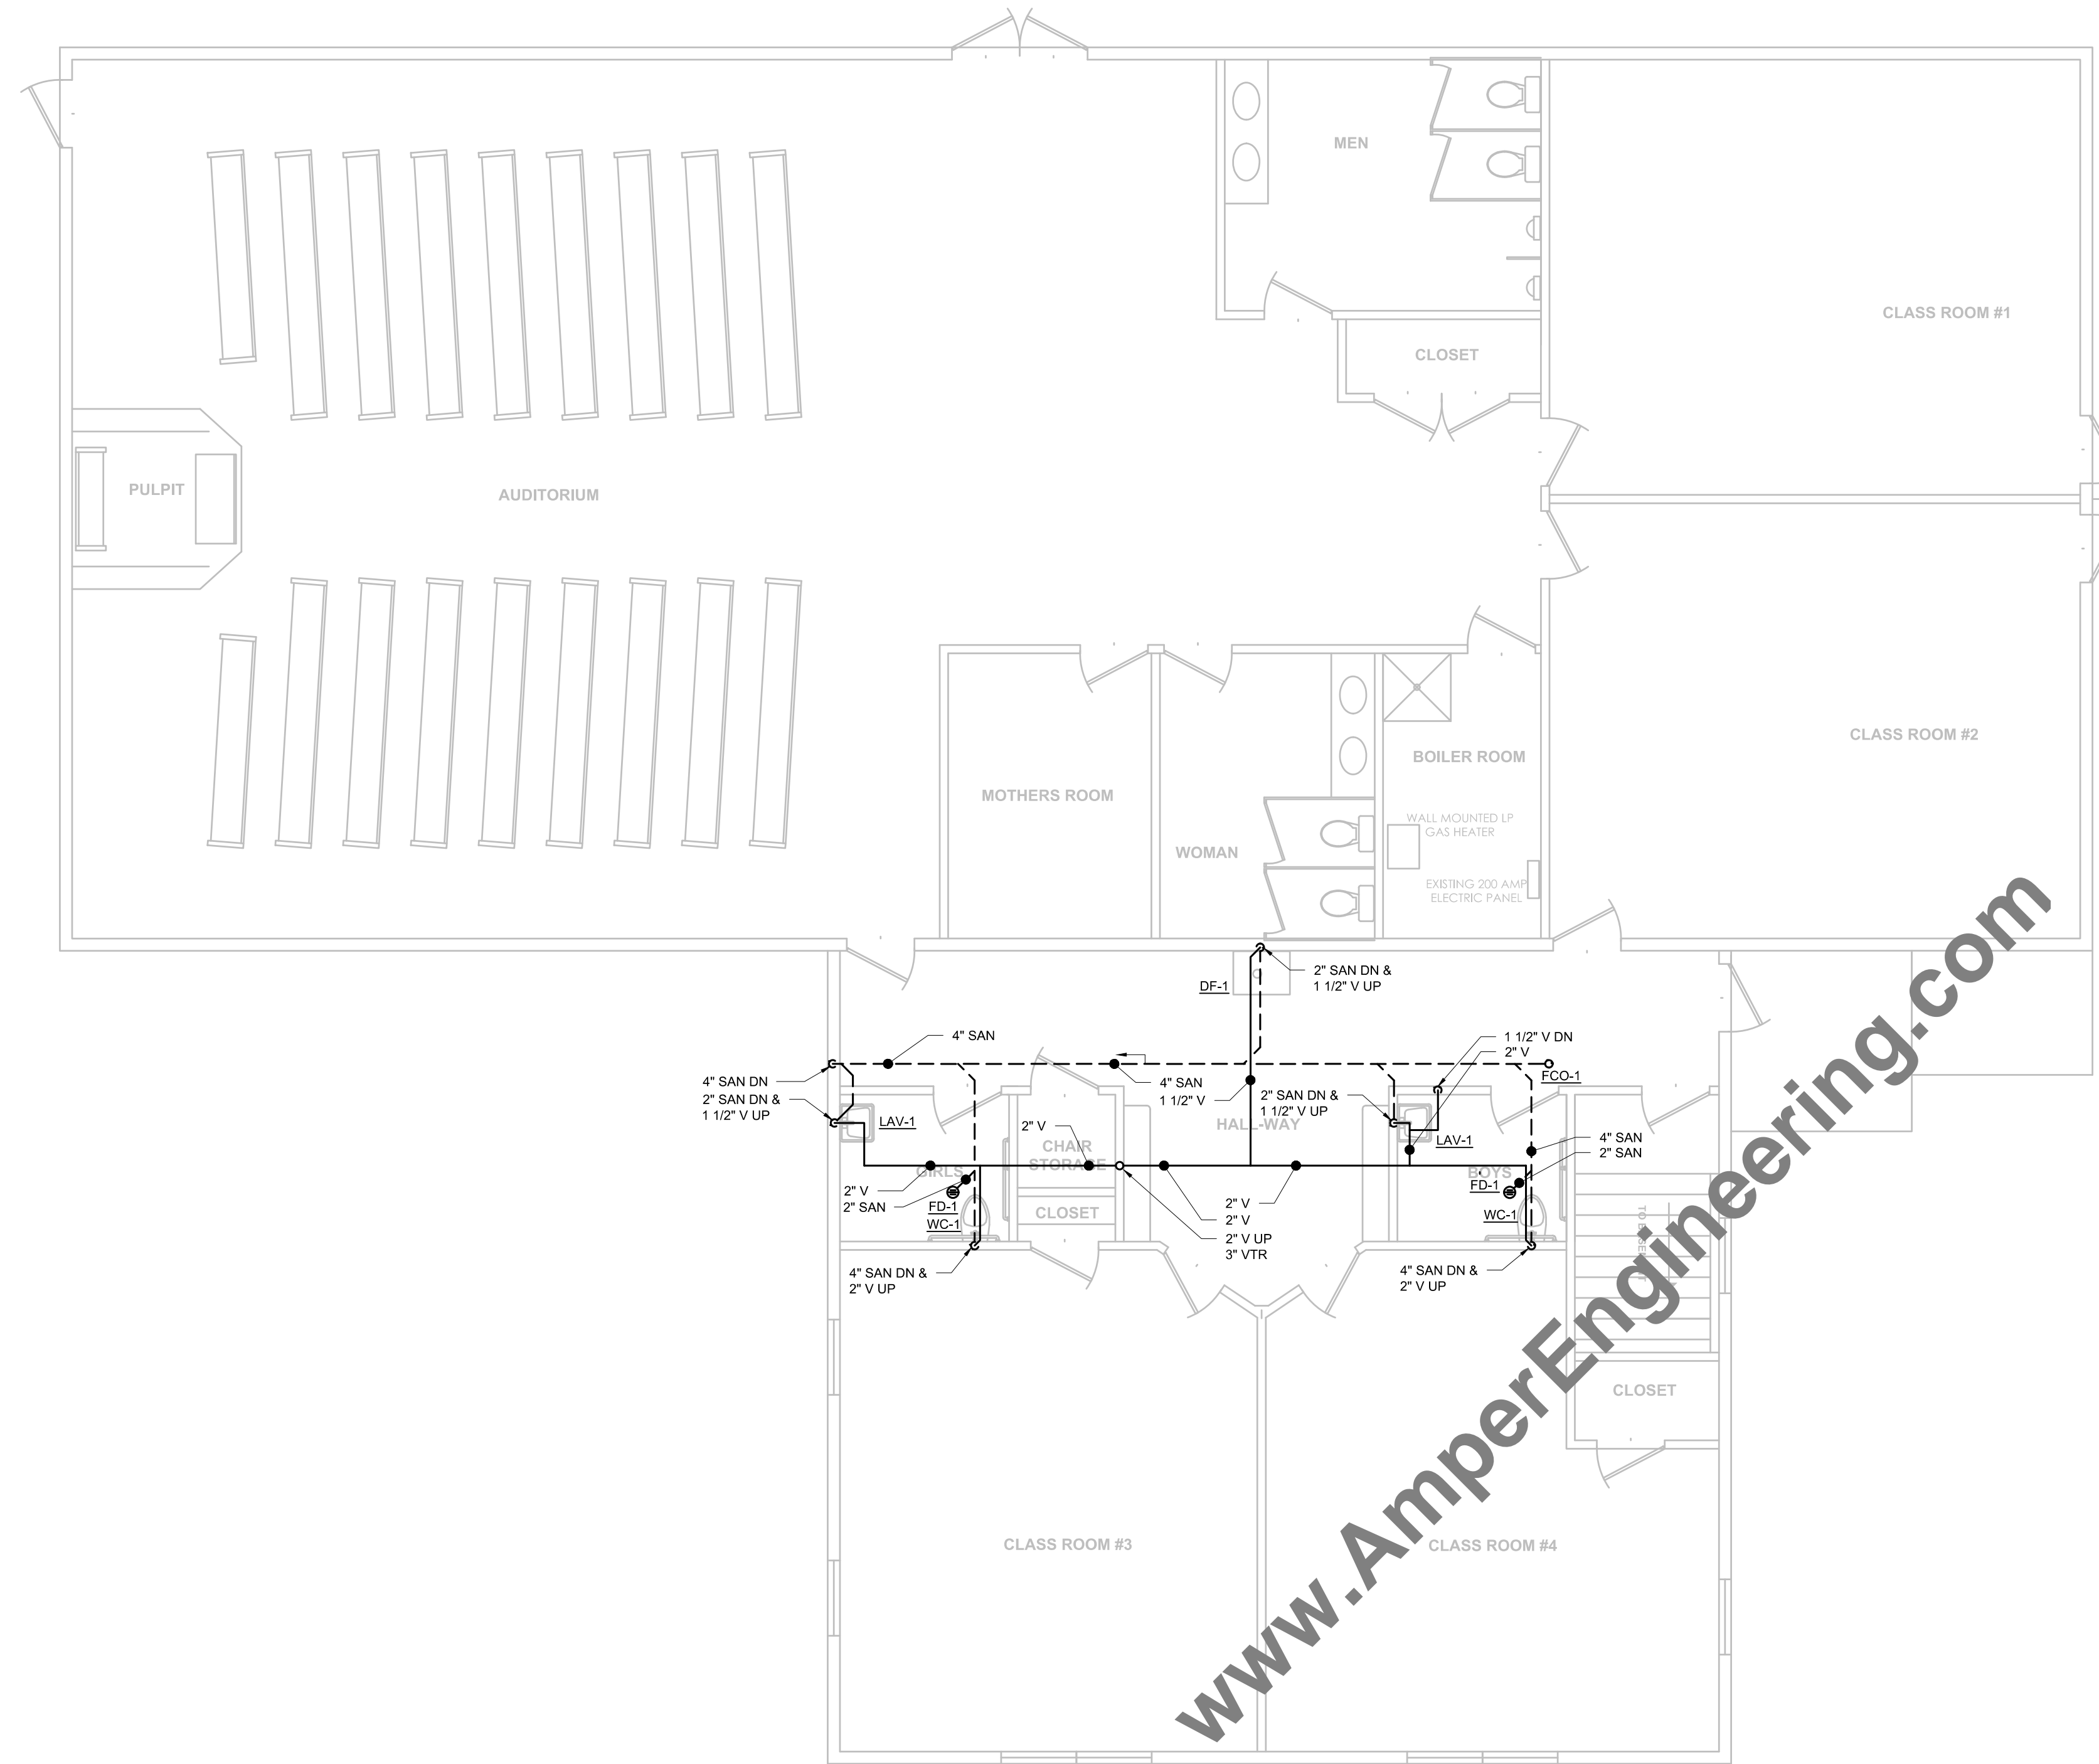 MEN
CLASS ROOM #1
CLOSET
PULPIT
AUDITORIUM
CLASS ROOM #2
BOILER ROOM
MOTHERS ROOM
WALL MOUNTED LP
GAS HEATER
WOMAN
EXISTING 200 AMP
ELECTRIC PANEL
2" SAN DN &
1 1/2" V UP
DF-1
4" SAN
1 1/2" V DN
2" V
FCO-1
4" SAN DN
2" SAN DN &
1 1/2" V UP
4" SAN
1 1/2" V
2" SAN DN &
1 1/2" V UP
LAV-1
HALL-WAY
2" V
LAV-1
CHAIR
STORAGE
4" SAN
2" SAN
GIRLS
BOYS
2" V
2" SAN
FD-1
WC-1
CLOSET
2" V
2" V
2" V UP
3" VTR
FD-1
WC-1
4" SAN DN &
2" V UP
4" SAN DN &
2" V UP
TO BASEMENT
CLOSET
CLASS ROOM #3
CLASS ROOM #4
www.AmperEngineering.com